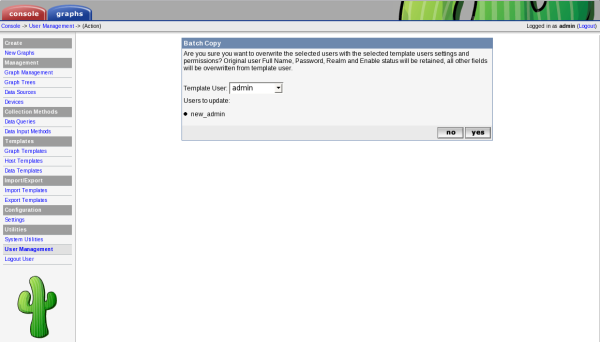 console
graphs
Console -> User Management -> (Action)
Logged in as admin (Logout)
Create
New Graphs
Management
Graph Management
Graph Trees
Data Sources
Devices
Collection Methods
Data Queries
Data Input Methods
Templates
Graph Templates
Host Templates
Data Templates
Import/Export
Import Templates
Export Templates
Configuration
Settings
Utilities
System Utilities
User Management
Logout User
Batch Copy
Are you sure you want to overwrite the selected users with the selected template users settings and
permissions? Original user Full Name, Password, Realm and Enable status will be retained, all other fields
will be overwritten from template user.
Template User: admin
Users to update:
new_admin
no
yes